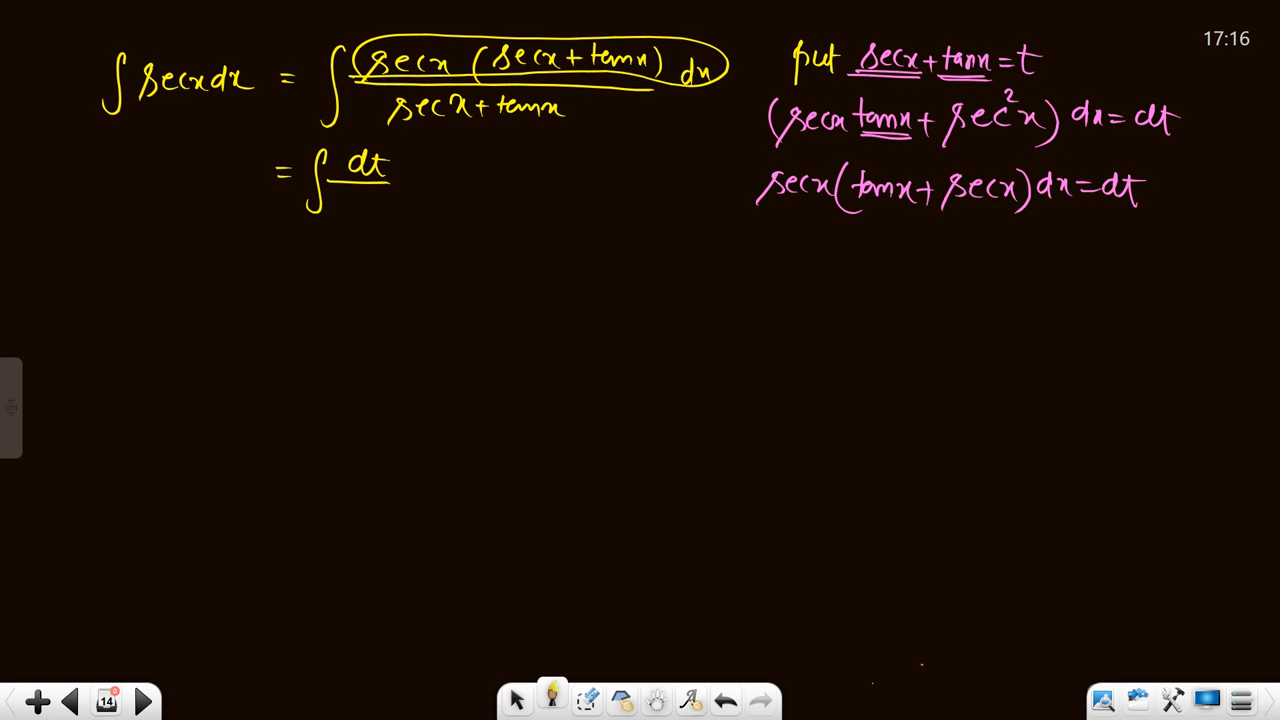 17:16
∫ secx dx = ∫ secx (secx + tanx) dx / secx + tanx
put secx + tanx = t
(secx tanx + sec²x) dx = dt
= ∫ dt
secx (tanx + secx) dx = dt
14